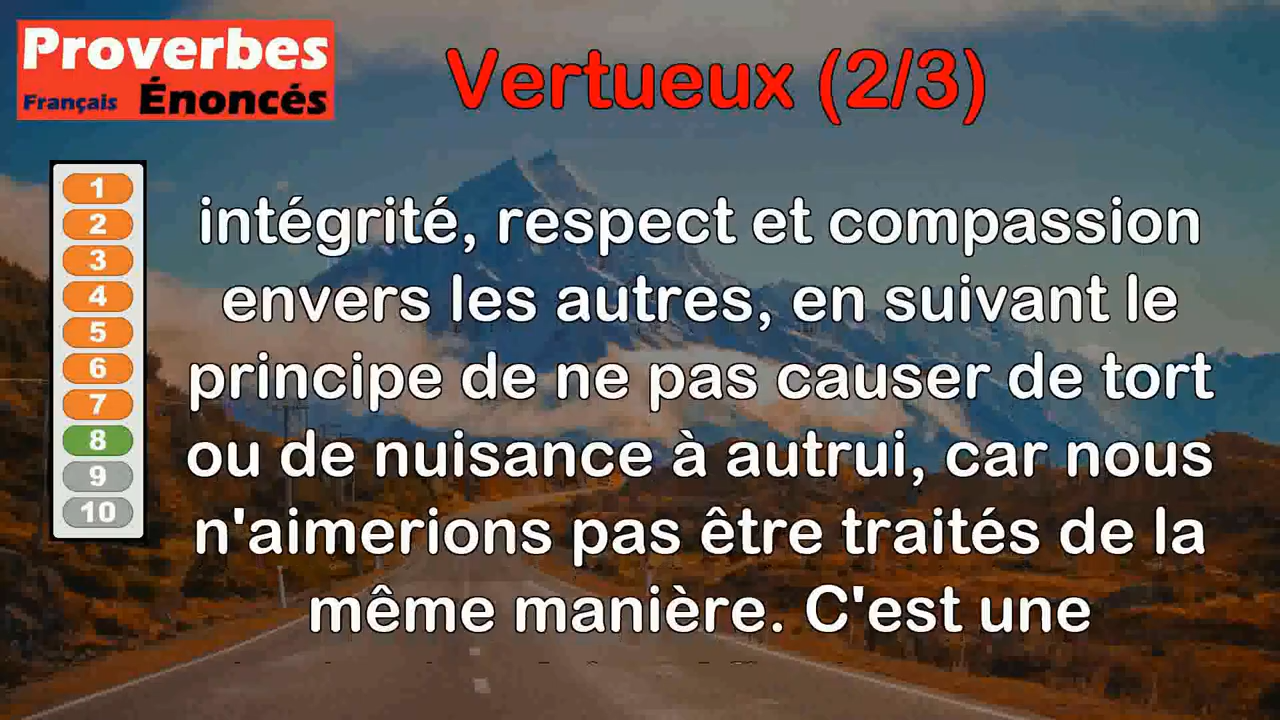 Proverbes
Français Énoncés
Vertueux (2/3)
1
2
3
4
5
6
7
8
9
10
intégrité, respect et compassion
envers les autres, en suivant le
principe de ne pas causer de tort
ou de nuisance à autrui, car nous
n'aimerions pas être traités de la
même manière. C'est une